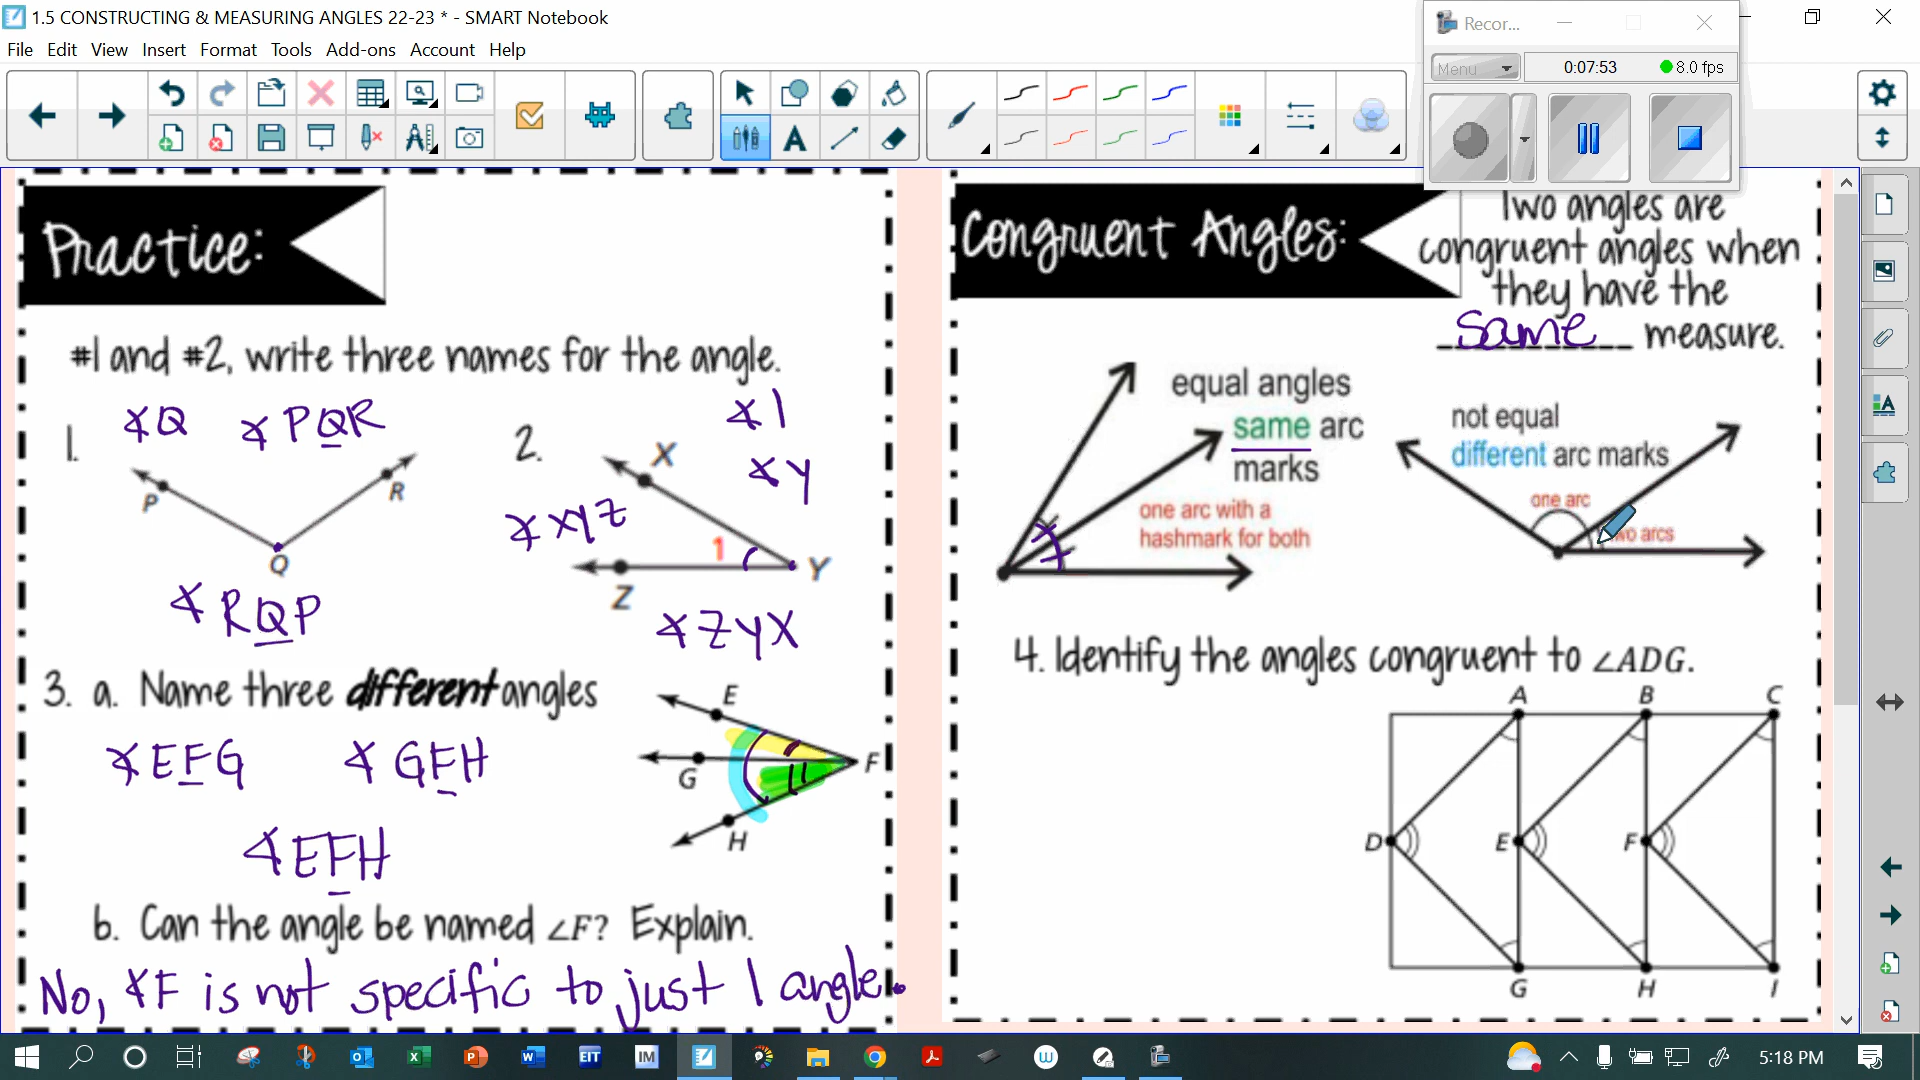 1.5 CONSTRUCTING & MEASURING ANGLES 22-23 * - SMART Notebook
File Edit View Insert Format Tools Add-ons Account Help
Recor...
Menu 0:07:53 8.0 fps
Practice:
#1 and #2, write three names for the angle.
1. ∡Q ∡PQR
P R
Q
∡RQP
2. ∡1
∡Y
X
∡XYZ
1 Y
Z
∡ZYX
3. a. Name three different angles
∡EFG ∡GFH
∡EFH
E
G F
H
b. Can the angle be named ∠F? Explain.
No, ∡F is not specific to just 1 angle.
Congruent Angles:
Two angles are
congruent angles when
they have the
same measure.
equal angles
same arc
marks
one arc with a
hashmark for both
not equal
different arc marks
one arc
two arcs
4. Identify the angles congruent to ∠ADG.
A B C
D E F
G H I
EIT
IM
5:18 PM